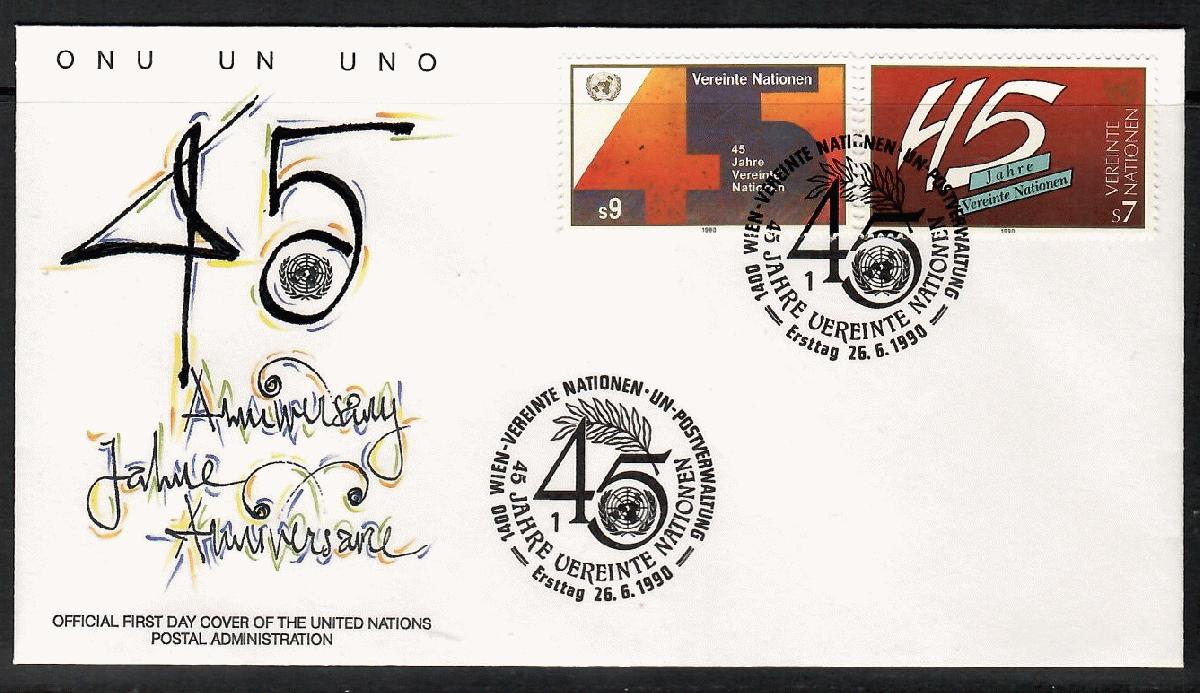 ONU UN UNO
45
Anniversary
Jahre
Anniversaire
OFFICIAL FIRST DAY COVER OF THE UNITED NATIONS
POSTAL ADMINISTRATION
Vereinte Nationen
45
45
Jahre
Vereinte
Nationen
s9
1990
45
Jahre
Vereinte Nationen
VEREINTE
NATIONEN
s7
1990
1400 WIEN-VEREINTE NATIONEN·UN-POSTVERWALTUNG
45
1
45 JAHRE VEREINTE NATIONEN
Ersttag 26.6.1990
1400 WIEN-VEREINTE NATIONEN·UN-POSTVERWALTUNG
45
1
45 JAHRE VEREINTE NATIONEN
Ersttag 26.6.1990